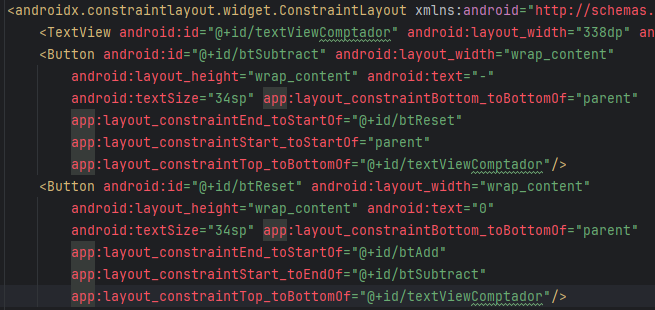 <androidx.constraintlayout.widget.ConstraintLayout xmlns:android="http://schemas.
<TextView android:id="@+id/textViewComptador" android:layout_width="338dp" an
<Button android:id="@+id/btSubtract" android:layout_width="wrap_content"
android:layout_height="wrap_content" android:text="-"
android:textSize="34sp" app:layout_constraintBottom_toBottomOf="parent"
app:layout_constraintEnd_toStartOf="@+id/btReset"
app:layout_constraintStart_toStartOf="parent"
app:layout_constraintTop_toBottomOf="@+id/textViewComptador"/>
<Button android:id="@+id/btReset" android:layout_width="wrap_content"
android:layout_height="wrap_content" android:text="0"
android:textSize="34sp" app:layout_constraintBottom_toBottomOf="parent"
app:layout_constraintEnd_toStartOf="@+id/btAdd"
app:layout_constraintStart_toEndOf="@+id/btSubtract"
app:layout_constraintTop_toBottomOf="@+id/textViewComptador"/>